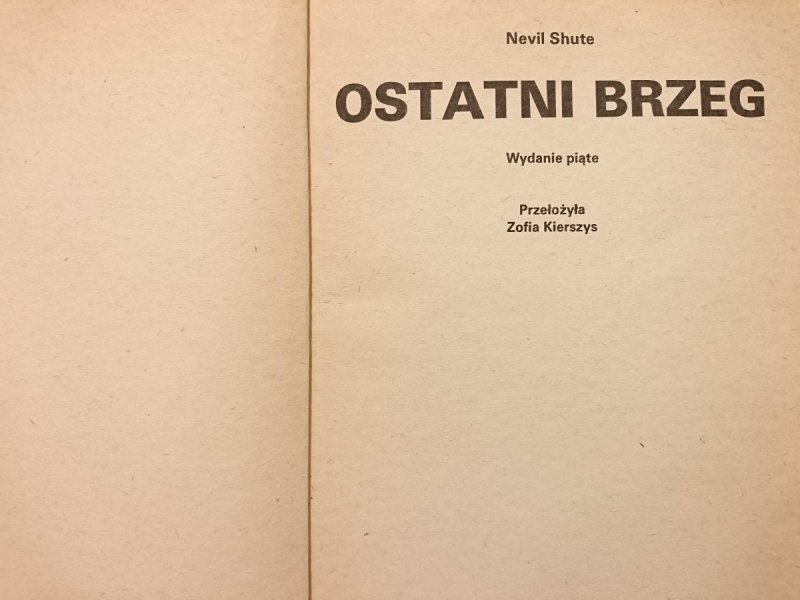 Nevil Shute
OSTATNI BRZEG
Wydanie piąte
Przełożyła
Zofia Kierszys